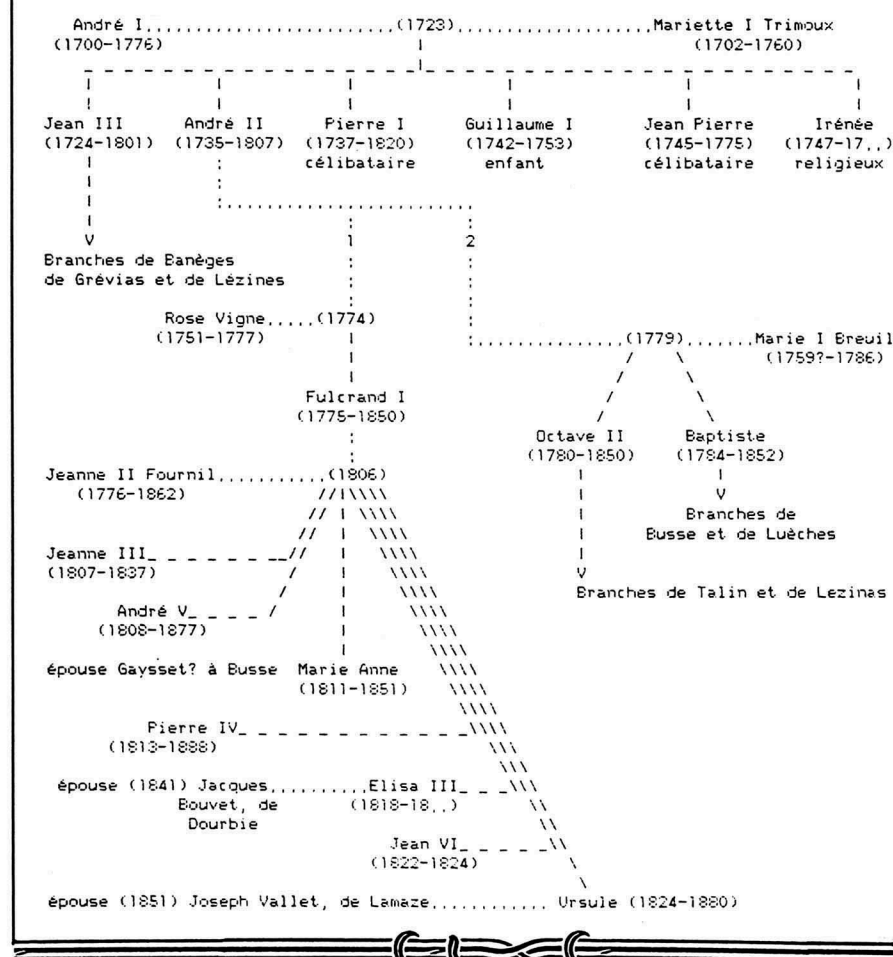 André I (1723) Mariette I Trimoux
(1700-1776) (1702-1760)
Jean III André II Pierre I Guillaume I Jean Pierre Irénée
(1724-1801) (1735-1807) (1737-1820) (1742-1753) (1745-1775) (1747-17..)
célibataire enfant célibataire religieux
1 2
Branches de Banèges
de Grévias et de Lézines
Rose Vigne (1774)
(1751-1777)
(1779) Marie I Breuil
(1759?-1786)
Fulcrand I
(1775-1850)
Octave II Baptiste
(1780-1850) (1784-1852)
Jeanne II Fournil (1806)
(1776-1862)
Branches de
Busse et de Luèches
Jeanne III
(1807-1837)
Branches de Talin et de Lezinas
André V
(1808-1877)
épouse Gaysset? à Busse Marie Anne
(1811-1851)
Pierre IV
(1813-1888)
épouse (1841) Jacques Elisa III
Bouvet, de (1818-18..)
Dourbie
Jean VI
(1822-1824)
épouse (1851) Joseph Vallet, de Lamaze Ursule (1824-1880)